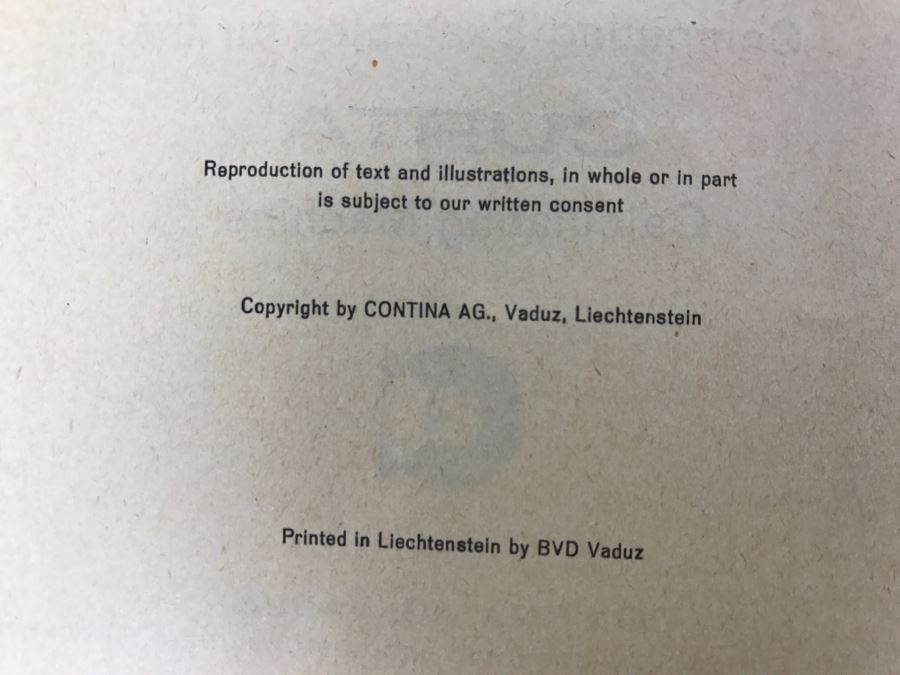 Reproduction of text and illustrations, in whole or in part
is subject to our written consent
Copyright by CONTINA AG., Vaduz, Liechtenstein
Printed in Liechtenstein by BVD Vaduz